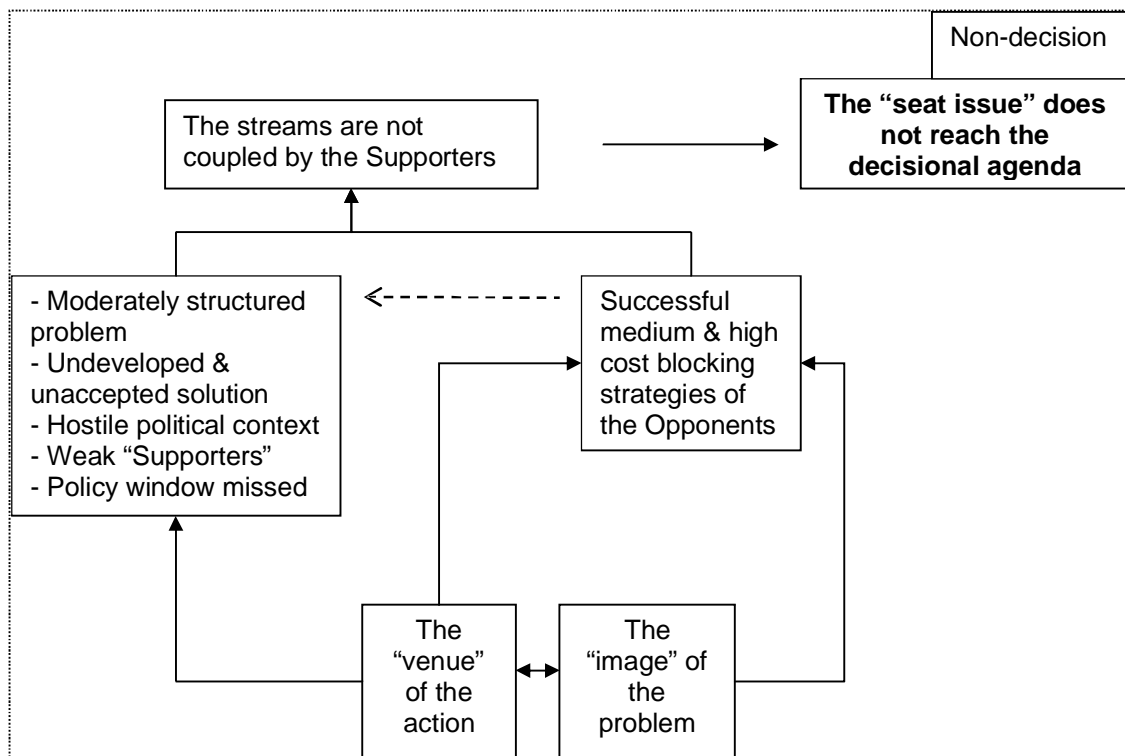 Non-decision
The “seat issue” does
not reach the
decisional agenda
The streams are not
coupled by the Supporters
- Moderately structured
problem
- Undeveloped &
unaccepted solution
- Hostile political context
- Weak “Supporters”
- Policy window missed
Successful
medium & high
cost blocking
strategies of
the Opponents
The
“venue”
of the
action
The
“image” of
the
problem